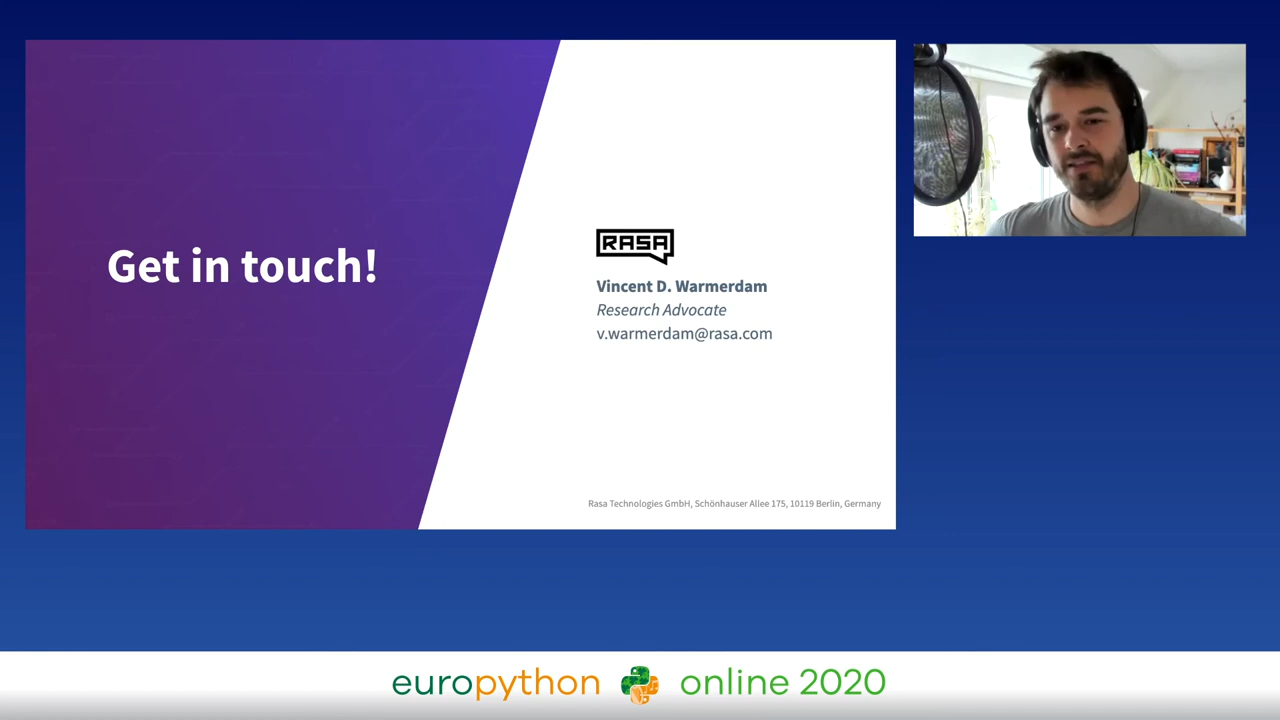 Get in touch!
RASA
Vincent D. Warmerdam
Research Advocate
v.warmerdam@rasa.com
Rasa Technologies GmbH, Schönhauser Allee 175, 10119 Berlin, Germany
europython online 2020